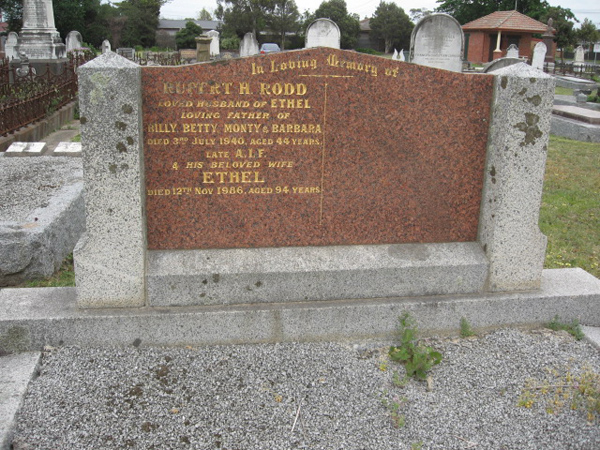 In Loving Memory of
RUPERT H. RODD
LOVED HUSBAND OF ETHEL
LOVING FATHER OF
BILLY, BETTY, MONTY & BARBARA
DIED 3RD JULY 1940, AGED 44 YEARS.
LATE A.I.F.
& HIS BELOVED WIFE
ETHEL
DIED 12TH NOV 1986, AGED 94 YEARS